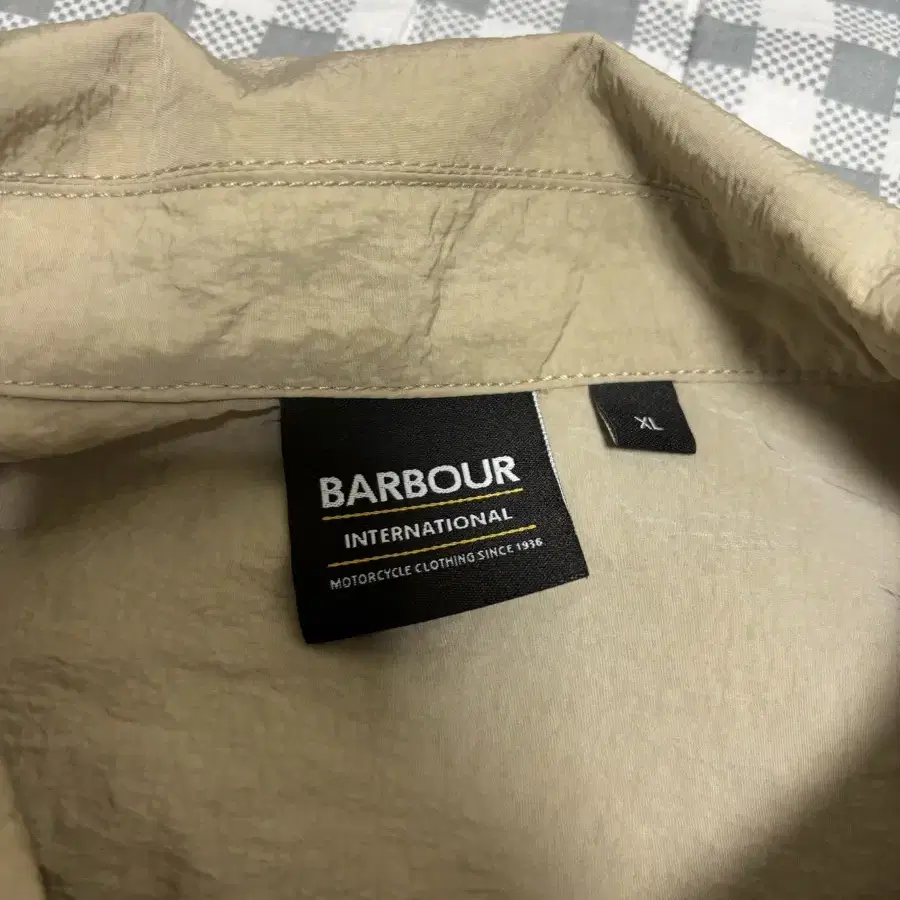 BARBOUR
INTERNATIONAL
MOTORCYCLE CLOTHING SINCE 1936
XL